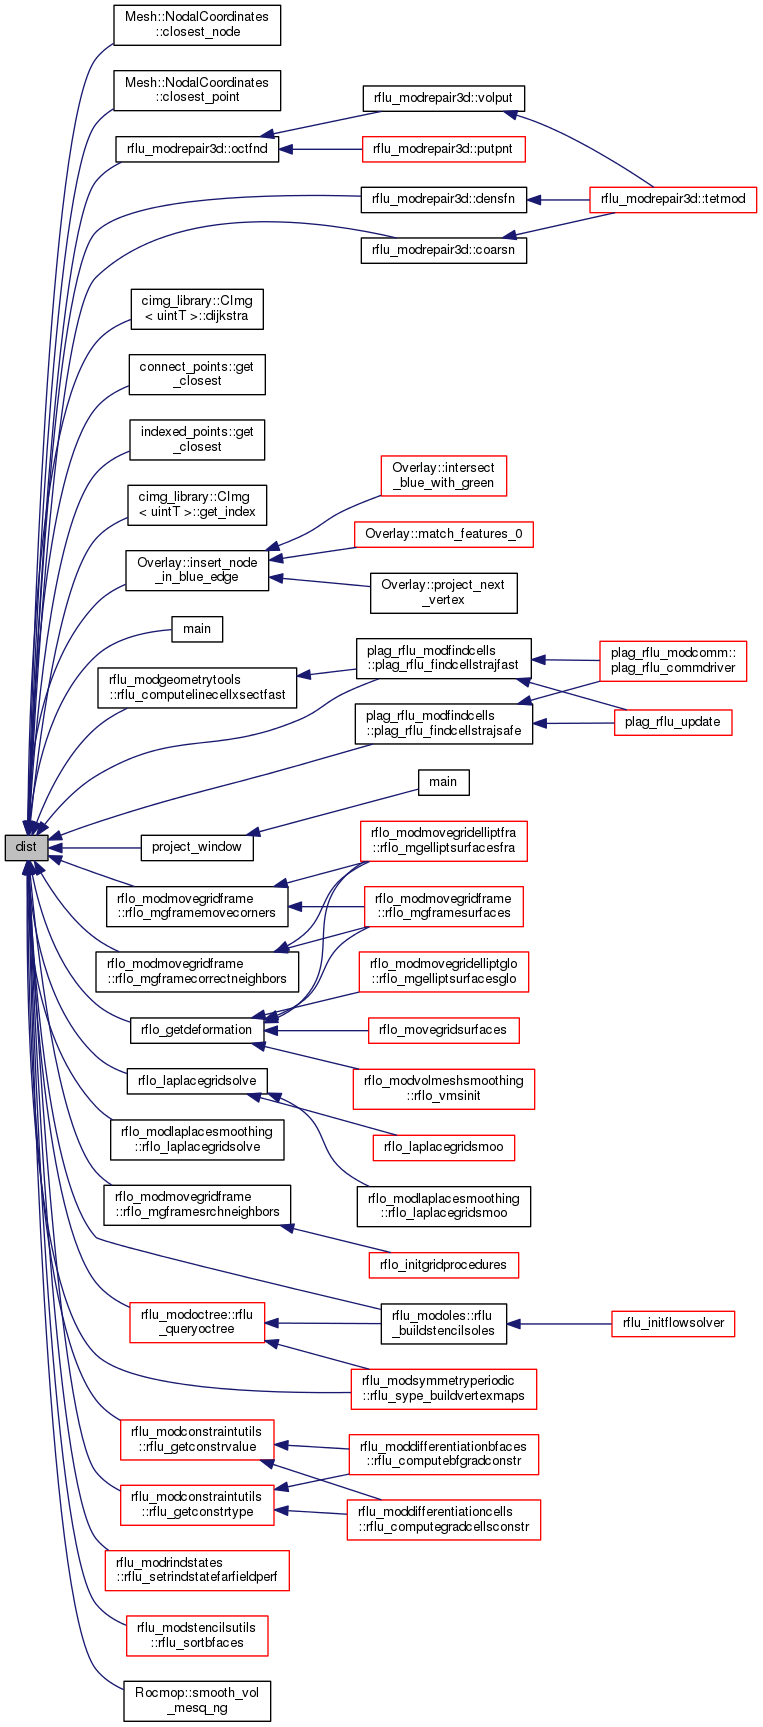 Mesh::NodalCoordinates
::closest_node
Mesh::NodalCoordinates
::closest_point
rflu_modrepair3d::volput
rflu_modrepair3d::octfnd
rflu_modrepair3d::putpnt
rflu_modrepair3d::densfn
rflu_modrepair3d::tetmod
rflu_modrepair3d::coarsn
cimg_library::CImg
< uintT >::dijkstra
connect_points::get
_closest
indexed_points::get
_closest
Overlay::intersect
_blue_with_green
cimg_library::CImg
< uintT >::get_index
Overlay::match_features_0
Overlay::insert_node
_in_blue_edge
Overlay::project_next
_vertex
main
plag_rflu_modfindcells
::plag_rflu_findcellstrajfast
plag_rflu_modcomm::
plag_rflu_commdriver
rflu_modgeometrytools
::rflu_computelinecellxsectfast
plag_rflu_modfindcells
::plag_rflu_findcellstrajsafe
plag_rflu_update
main
dist
project_window
rflo_modmovegridelliptfra
::rflo_mgelliptsurfacesfra
rflo_modmovegridframe
::rflo_mgframemovecorners
rflo_modmovegridframe
::rflo_mgframesurfaces
rflo_modmovegridframe
::rflo_mgframecorrectneighbors
rflo_modmovegridelliptglo
::rflo_mgelliptsurfacesglo
rflo_getdeformation
rflo_movegridsurfaces
rflo_laplacegridsolve
rflo_modvolmeshsmoothing
::rflo_vmsinit
rflo_modlaplacesmoothing
::rflo_laplacegridsolve
rflo_laplacegridsmoo
rflo_modmovegridframe
::rflo_mgframesrchneighbors
rflo_modlaplacesmoothing
::rflo_laplacegridsmoo
rflo_initgridprocedures
rflu_modoctree::rflu
_queryoctree
rflu_modoles::rflu
_buildstencilsoles
rflu_initflowsolver
rflu_modsymmetryperiodic
::rflu_sype_buildvertexmaps
rflu_modconstraintutils
::rflu_getconstrvalue
rflu_moddifferentiationbfaces
::rflu_computebfgradconstr
rflu_modconstraintutils
::rflu_getconstrtype
rflu_moddifferentiationcells
::rflu_computegradcellsconstr
rflu_modrindstates
::rflu_setrindstatefarfieldperf
rflu_modstencilsutils
::rflu_sortbfaces
Rocmop::smooth_vol
_mesq_ng